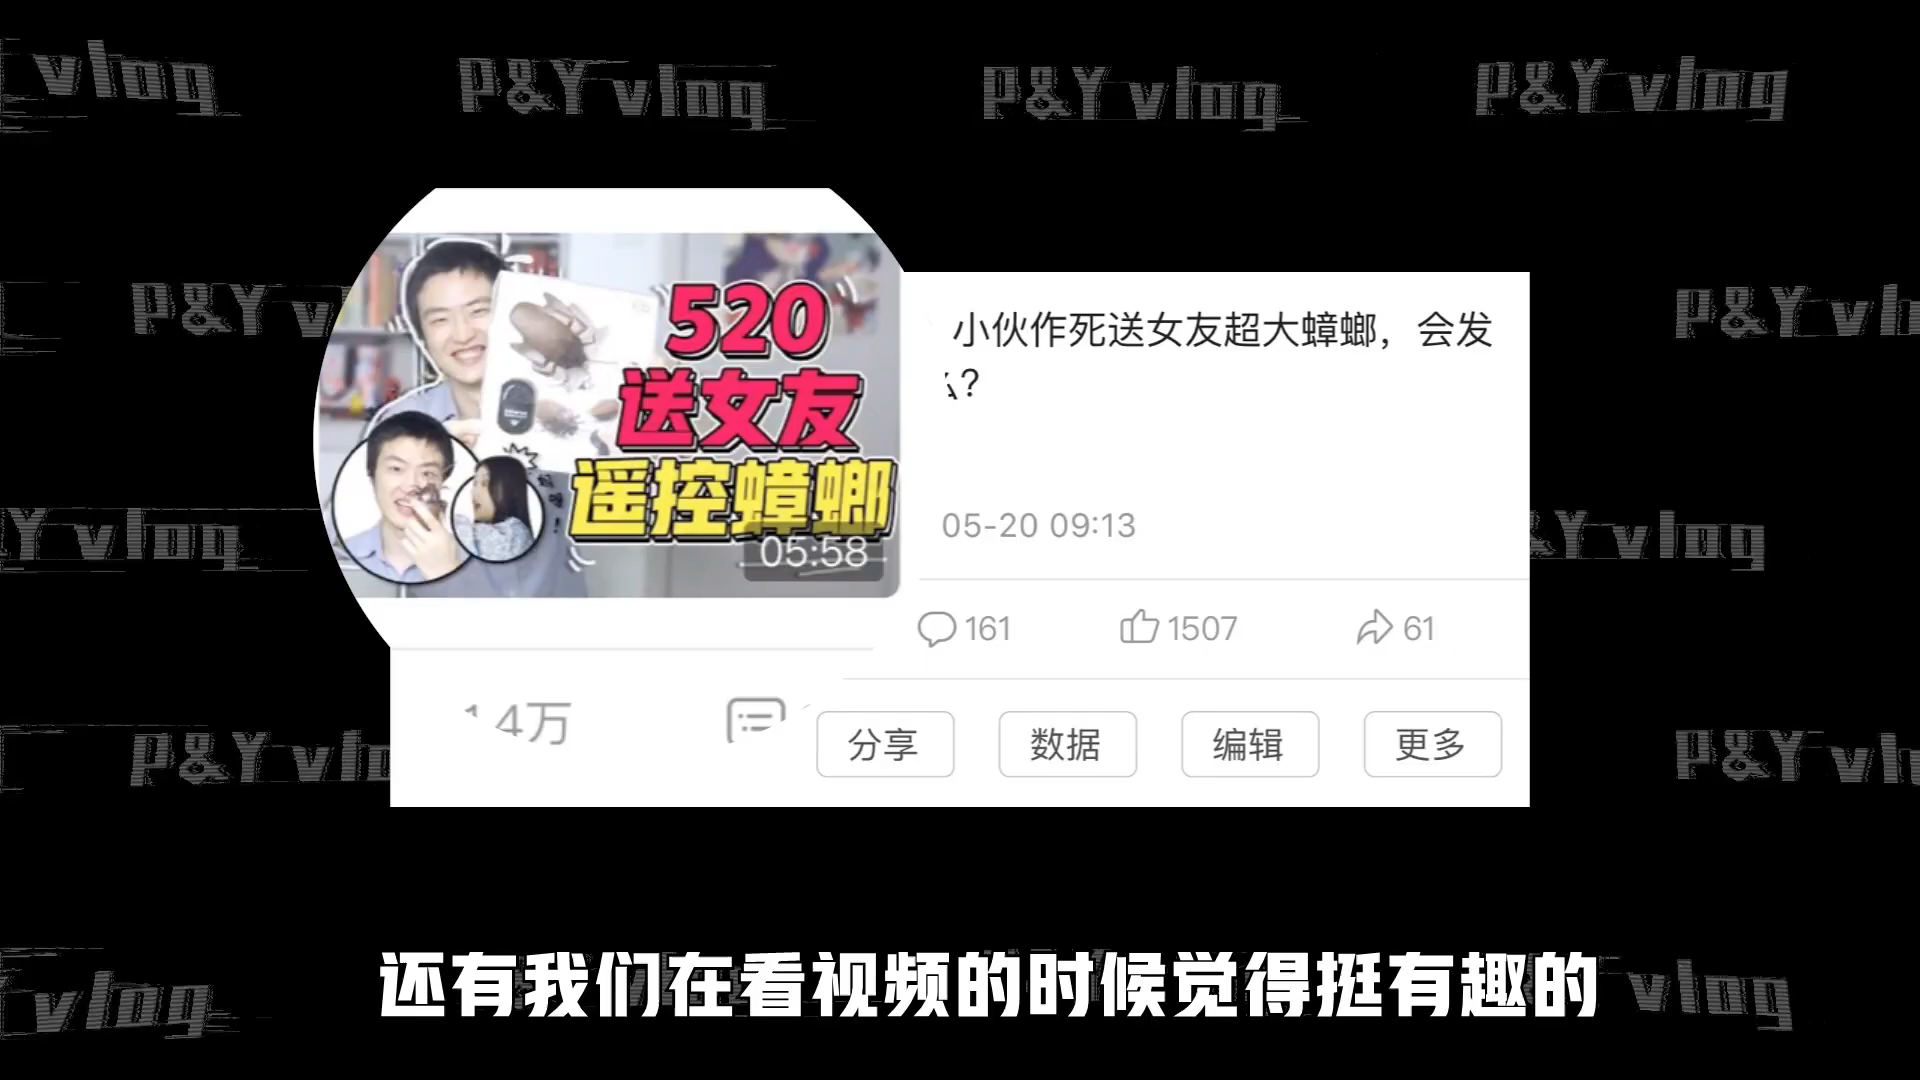 vlog P&Y vlog P&Y vlog P&Y vlog
520
送女友
遥控蟑螂
05:58
小伙作死送女友超大蟑螂，会发
?
05-20 09:13
161 1507 61
4万
分享 数据 编辑 更多
P&Y v P&Y vl
Y vlog &Y vlog
P&Y vlo P&Y vl
vlog vlog
还有我们在看视频的时候觉得挺有趣的